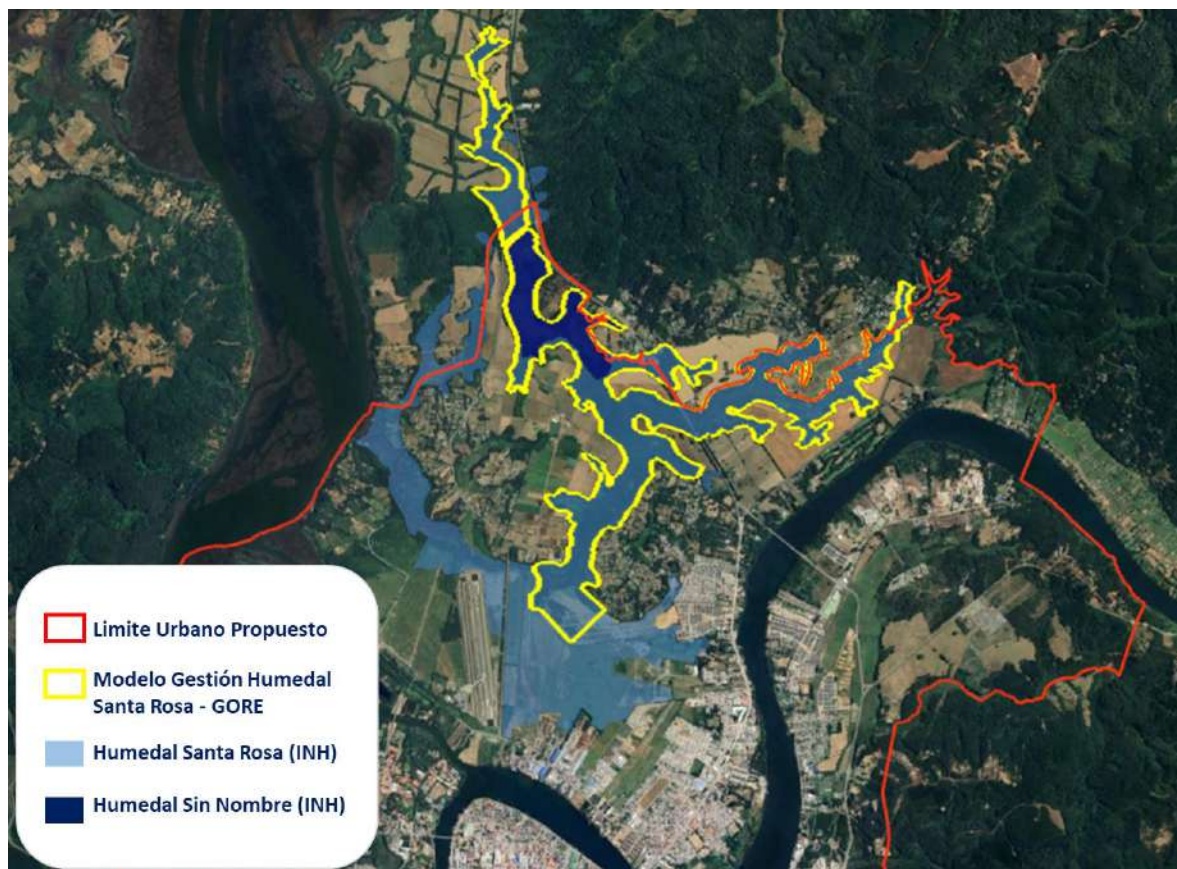 Limite Urbano Propuesto
Modelo Gestión Humedal
Santa Rosa - GORE
Humedal Santa Rosa (INH)
Humedal Sin Nombre (INH)